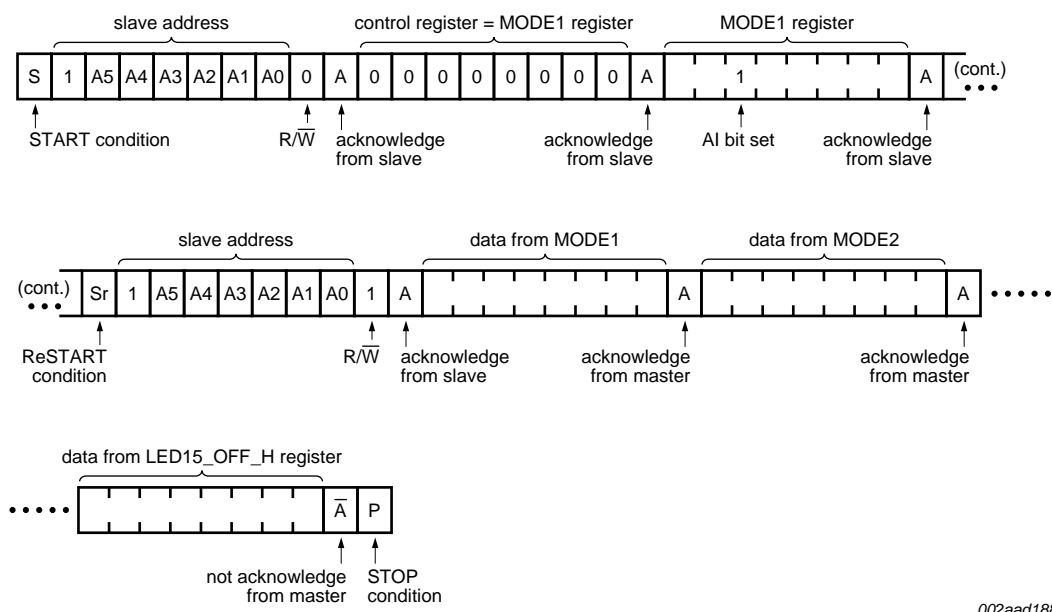 slave address control register = MODE1 register MODE1 register
S 1 A5 A4 A3 A2 A1 A0 0 A 0 0 0 0 0 0 0 0 A 1 A (cont.)
START condition R/W̅ acknowledge from slave acknowledge from slave AI bit set acknowledge from slave
slave address data from MODE1 data from MODE2
(cont.) Sr 1 A5 A4 A3 A2 A1 A0 1 A A A
ReSTART condition R/W̅ acknowledge from slave acknowledge from master acknowledge from master
data from LED15_OFF_H register
A̅ P
not acknowledge from master STOP condition